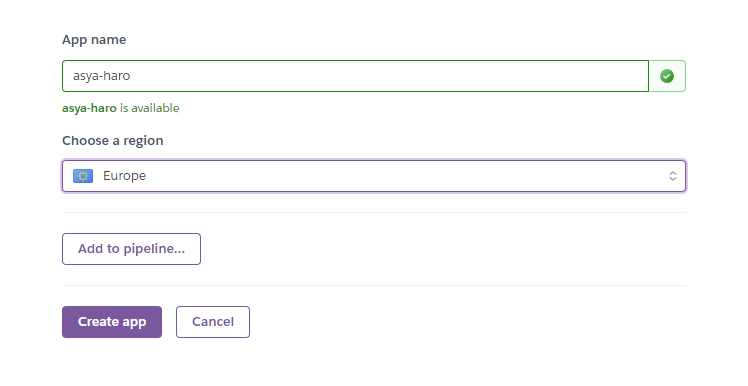 App name
asya-haro
asya-haro is available
Choose a region
Europe
Add to pipeline...
Create app Cancel